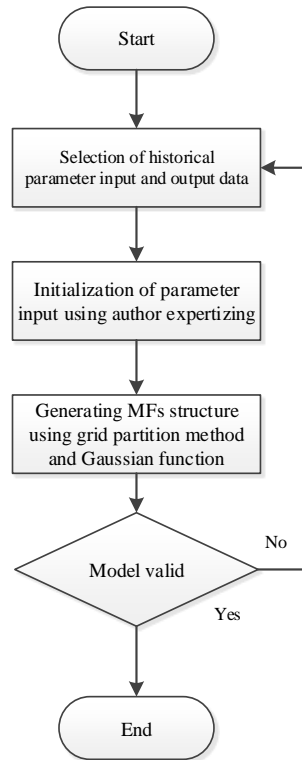 Start
Selection of historical
parameter input and output data
Initialization of parameter
input using author expertizing
Generating MFs structure
using grid partition method
and Gaussian function
Model valid
No
Yes
End